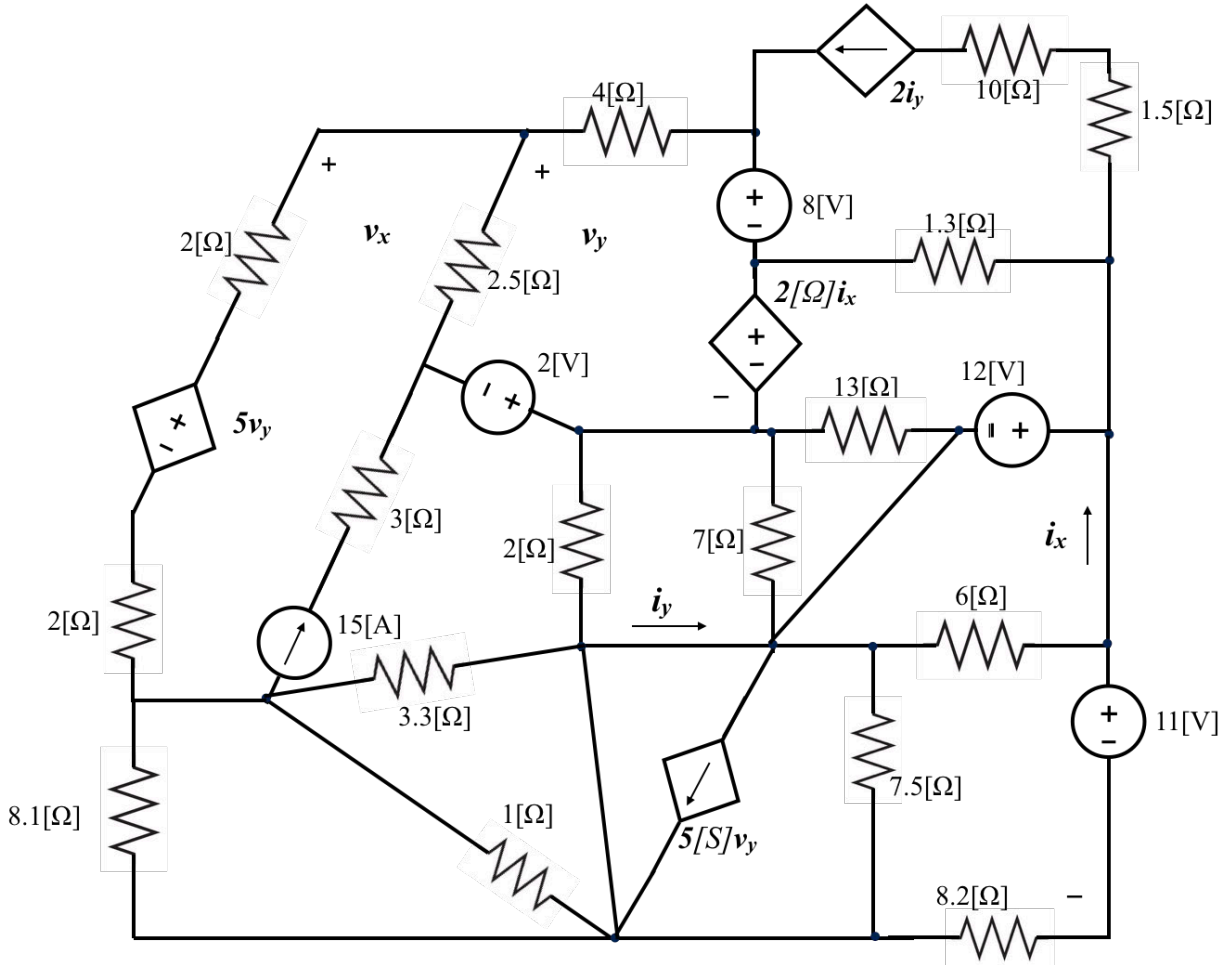 2i_y
10[Ω]
1.5[Ω]
4[Ω]
+
+
v_x
v_y
2[Ω]
2.5[Ω]
+
−
8[V]
1.3[Ω]
2[Ω]i_x
+
−
−
2[V]
− +
13[Ω]
12[V]
= +
5v_y
− +
3[Ω]
2[Ω]
7[Ω]
i_x
2[Ω]
15[A]
i_y
6[Ω]
3.3[Ω]
+
−
11[V]
7.5[Ω]
8.1[Ω]
1[Ω]
5[S]v_y
8.2[Ω]
−